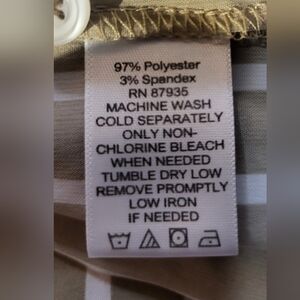 97% Polyester
3% Spandex
RN 87935
MACHINE WASH
COLD SEPARATELY
ONLY NON-
CHLORINE BLEACH
WHEN NEEDED
TUMBLE DRY LOW
REMOVE PROMPTLY
LOW IRON
IF NEEDED